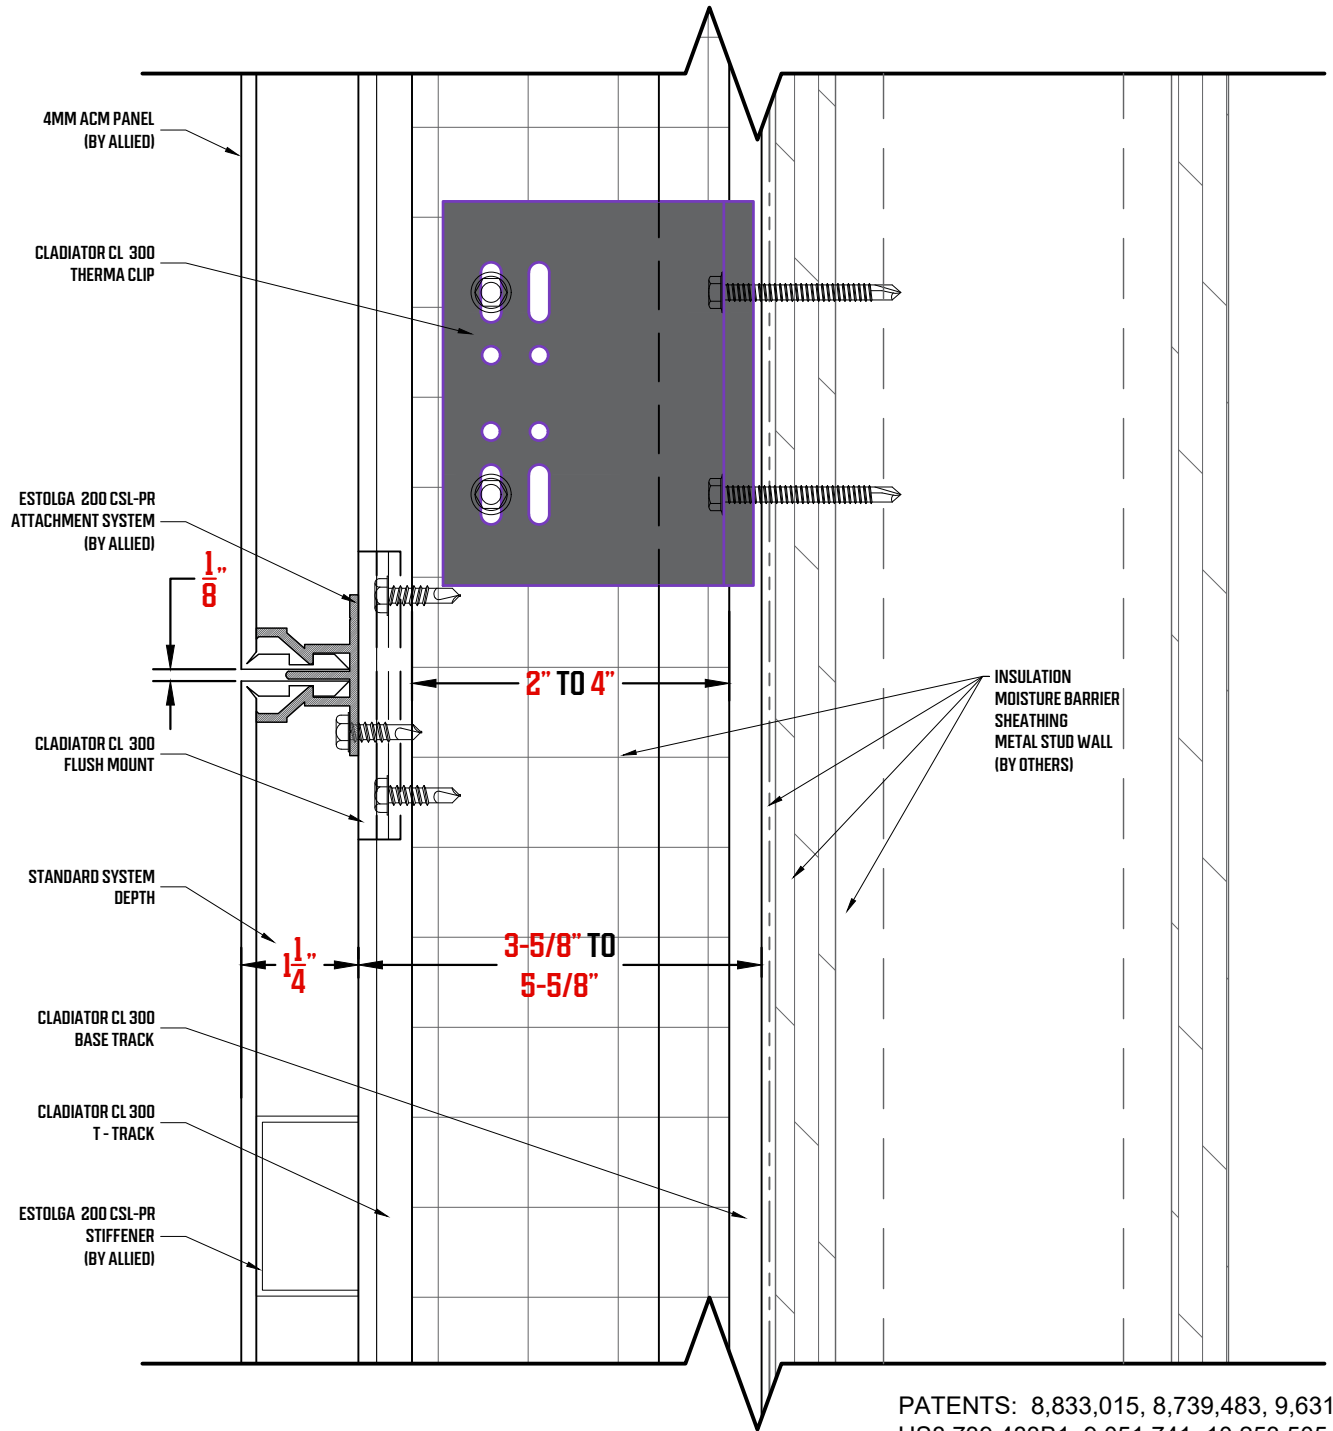 4MM ACM PANEL
(BY ALLIED)
CLADIATOR CL 300
THERMA CLIP
ESTOLGA 200 CSL-PR
ATTACHMENT SYSTEM
(BY ALLIED)
1/8"
2" TO 4"
INSULATION
MOISTURE BARRIER
SHEATHING
METAL STUD WALL
(BY OTHERS)
CLADIATOR CL 300
FLUSH MOUNT
STANDARD SYSTEM
DEPTH
1 1/4"
3-5/8" TO
5-5/8"
CLADIATOR CL 300
BASE TRACK
CLADIATOR CL 300
T - TRACK
ESTOLGA 200 CSL-PR
STIFFENER
(BY ALLIED)
PATENTS: 8,833,015, 8,739,483, 9,631